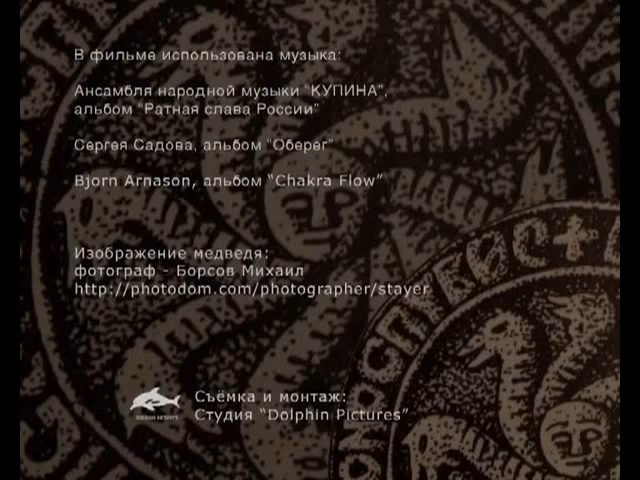 В фильме использована музыка:
Ансамбля народной музыки "КУПИНА",
альбом "Ратная слава России"
Сергея Садова, альбом "Оберег"
Bjorn Arnason, альбом "Chakra Flow"
Изображение медведя:
фотограф - Борсов Михаил
http://photodom.com/photographer/stayer
Съёмка и монтаж:
Студия "Dolphin Pictures"